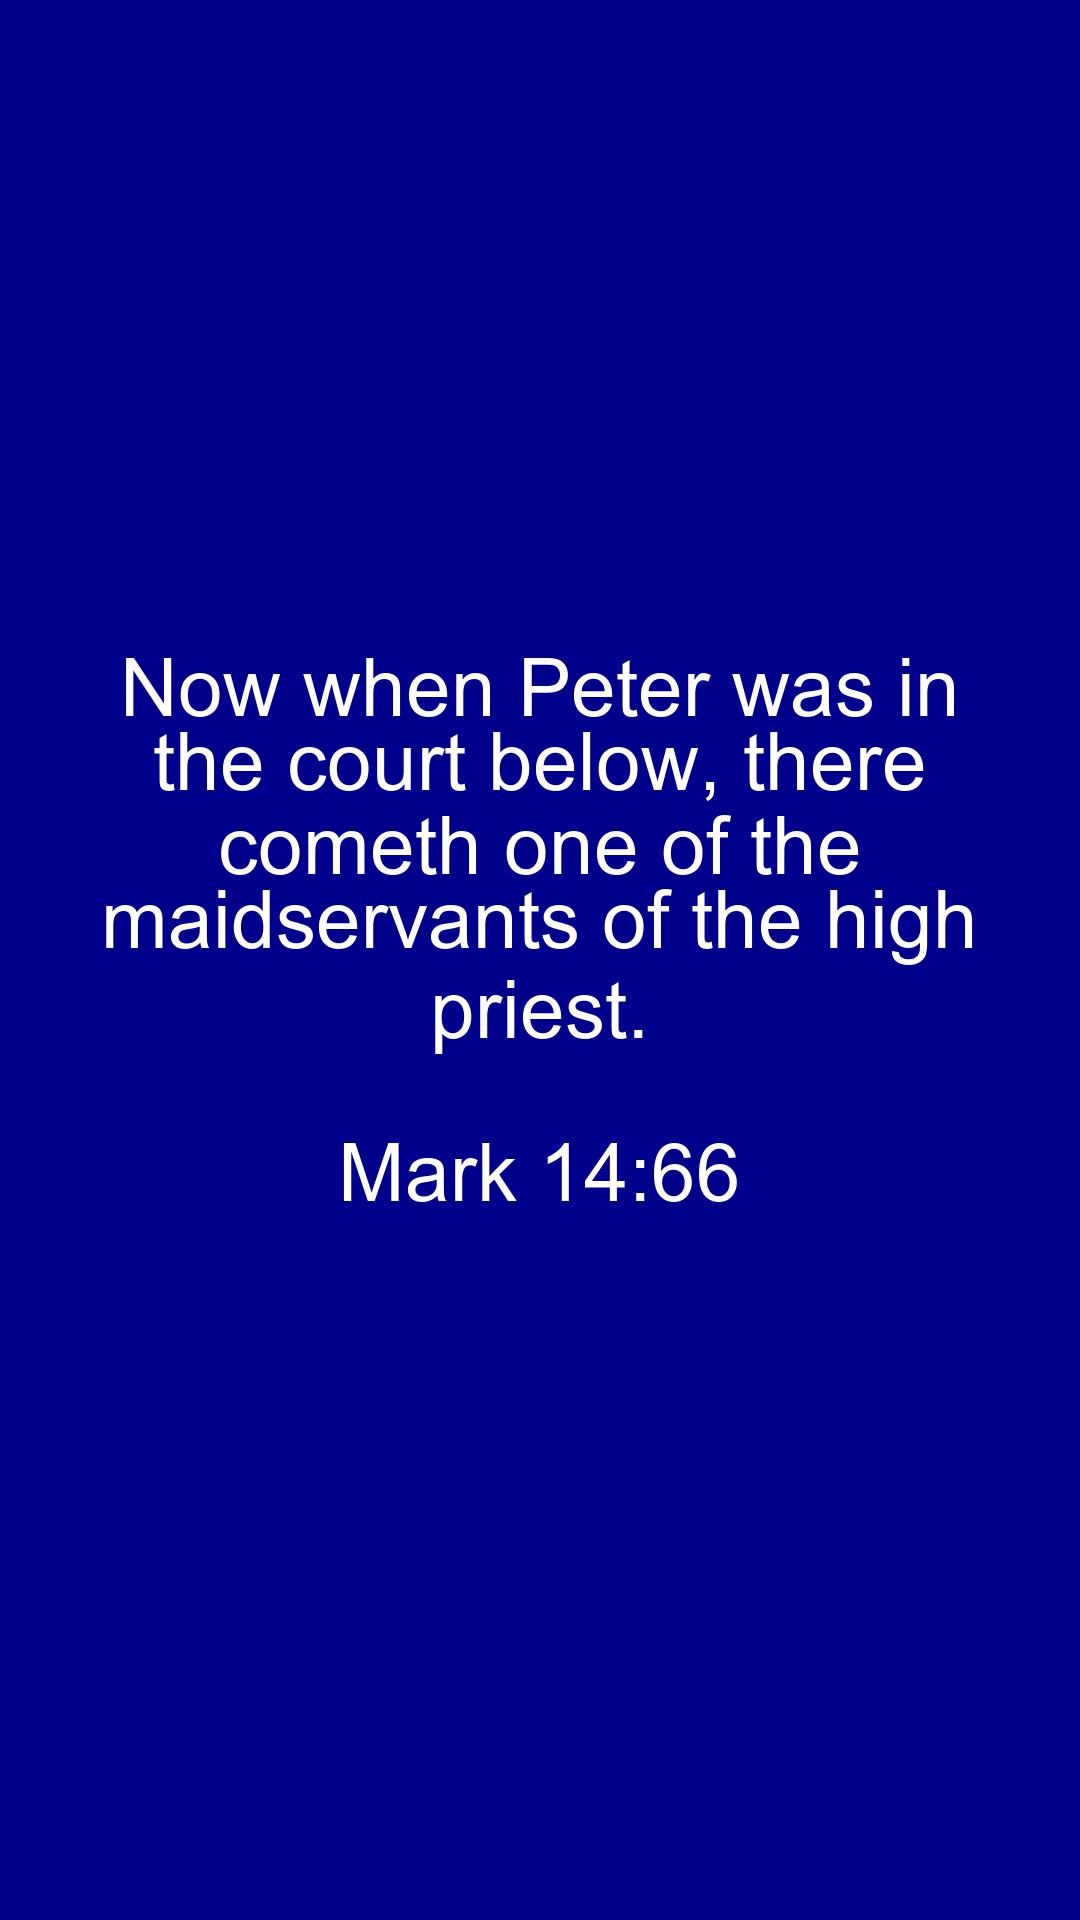 Now when Peter was in
the court below, there
cometh one of the
maidservants of the high
priest.
Mark 14:66